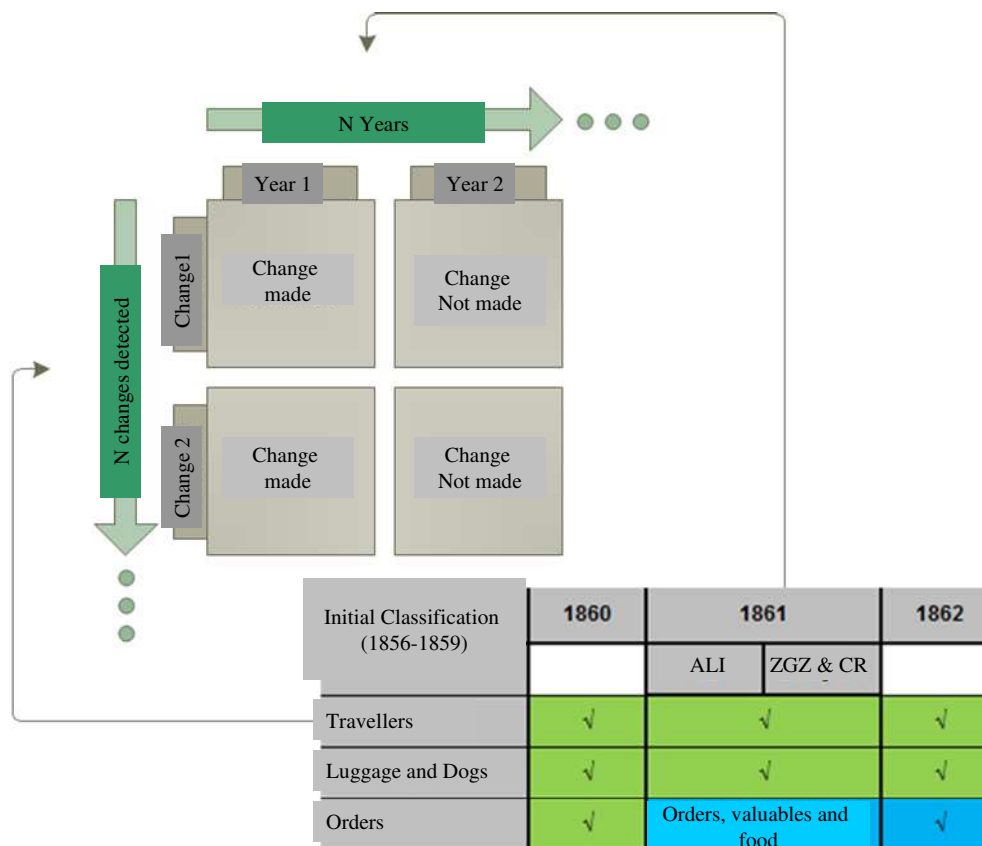 N Years
Year 1 Year 2
Change1
Change
made
Change
Not made
N changes detected
Change 2
Change
made
Change
Not made
Initial Classification
(1856-1859)
1860 1861 1862
ALI ZGZ & CR
Travellers √ √ √
Luggage and Dogs √ √ √
Orders √ Orders, valuables and
food √